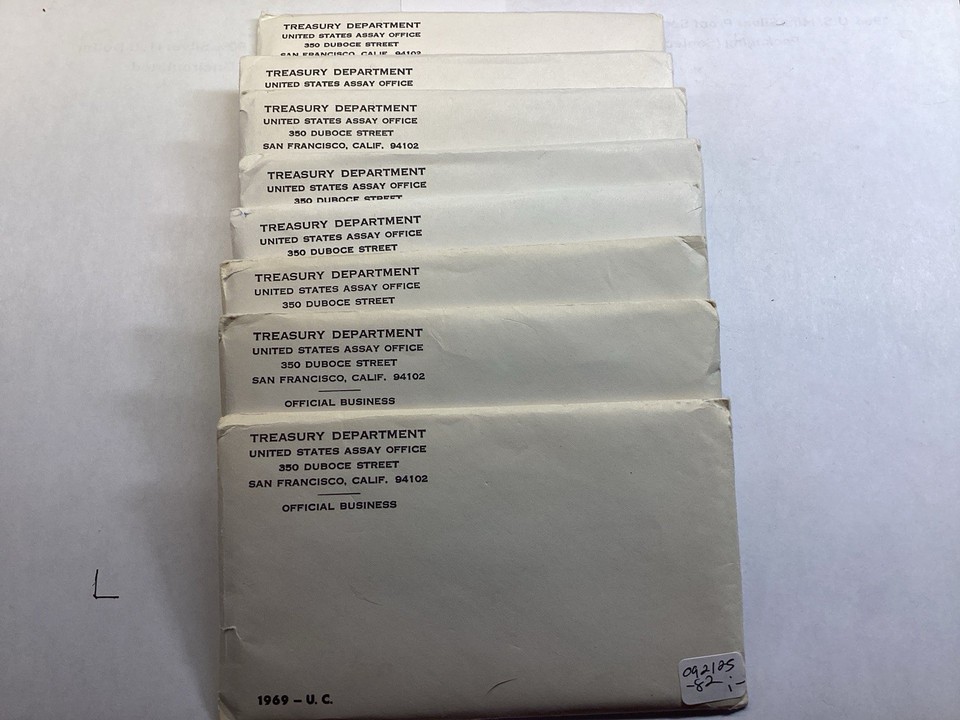 TREASURY DEPARTMENT
UNITED STATES ASSAY OFFICE
350 DUBOCE STREET
SAN FRANCISCO, CALIF. 94102
TREASURY DEPARTMENT
UNITED STATES ASSAY OFFICE
TREASURY DEPARTMENT
UNITED STATES ASSAY OFFICE
350 DUBOCE STREET
SAN FRANCISCO, CALIF. 94102
TREASURY DEPARTMENT
UNITED STATES ASSAY OFFICE
350 DUBOCE STREET
TREASURY DEPARTMENT
UNITED STATES ASSAY OFFICE
350 DUBOCE STREET
TREASURY DEPARTMENT
UNITED STATES ASSAY OFFICE
350 DUBOCE STREET
TREASURY DEPARTMENT
UNITED STATES ASSAY OFFICE
350 DUBOCE STREET
SAN FRANCISCO, CALIF. 94102
OFFICIAL BUSINESS
TREASURY DEPARTMENT
UNITED STATES ASSAY OFFICE
350 DUBOCE STREET
SAN FRANCISCO, CALIF. 94102
OFFICIAL BUSINESS
1969 – U. C.
092125
-82